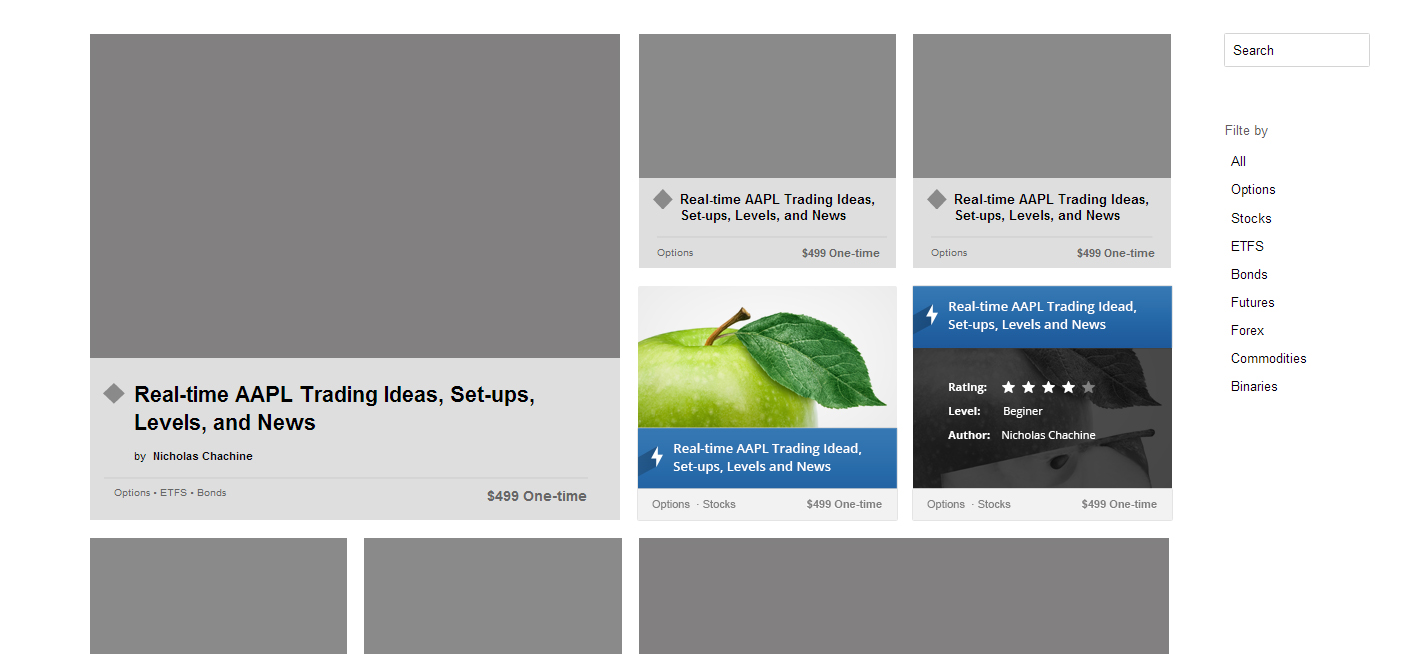 Real-time AAPL Trading Ideas, Set-ups,
Levels, and News
by Nicholas Chachine
Options • ETFS • Bonds
$499 One-time
Real-time AAPL Trading Ideas,
Set-ups, Levels, and News
Options
$499 One-time
Real-time AAPL Trading Ideas,
Set-ups, Levels, and News
Options
$499 One-time
Real-time AAPL Trading Idead,
Set-ups, Levels and News
Options · Stocks
$499 One-time
Real-time AAPL Trading Idead,
Set-ups, Levels and News
Rating:
Level: Beginer
Author: Nicholas Chachine
Options · Stocks
$499 One-time
Search
Filte by
All
Options
Stocks
ETFS
Bonds
Futures
Forex
Commodities
Binaries